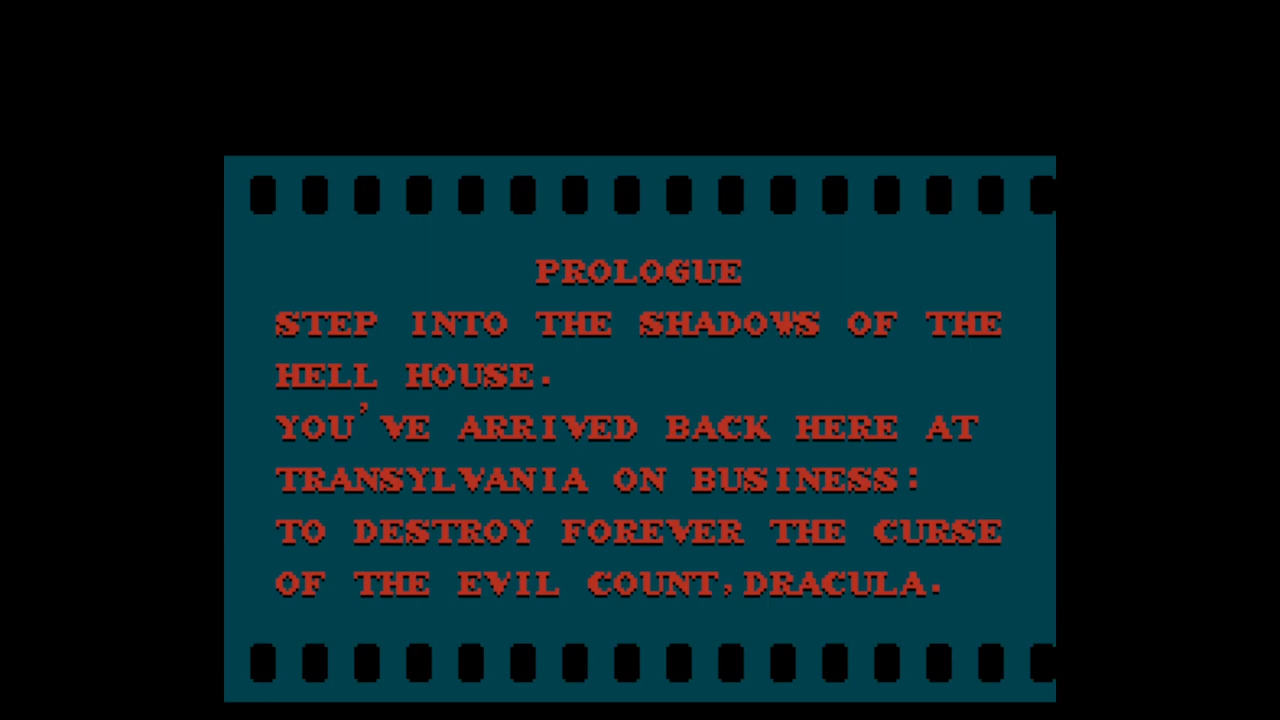 PROLOGUE
STEP INTO THE SHADOWS OF THE
HELL HOUSE.
YOU'VE ARRIVED BACK HERE AT
TRANSYLVANIA ON BUSINESS:
TO DESTROY FOREVER THE CURSE
OF THE EVIL COUNT,DRACULA.